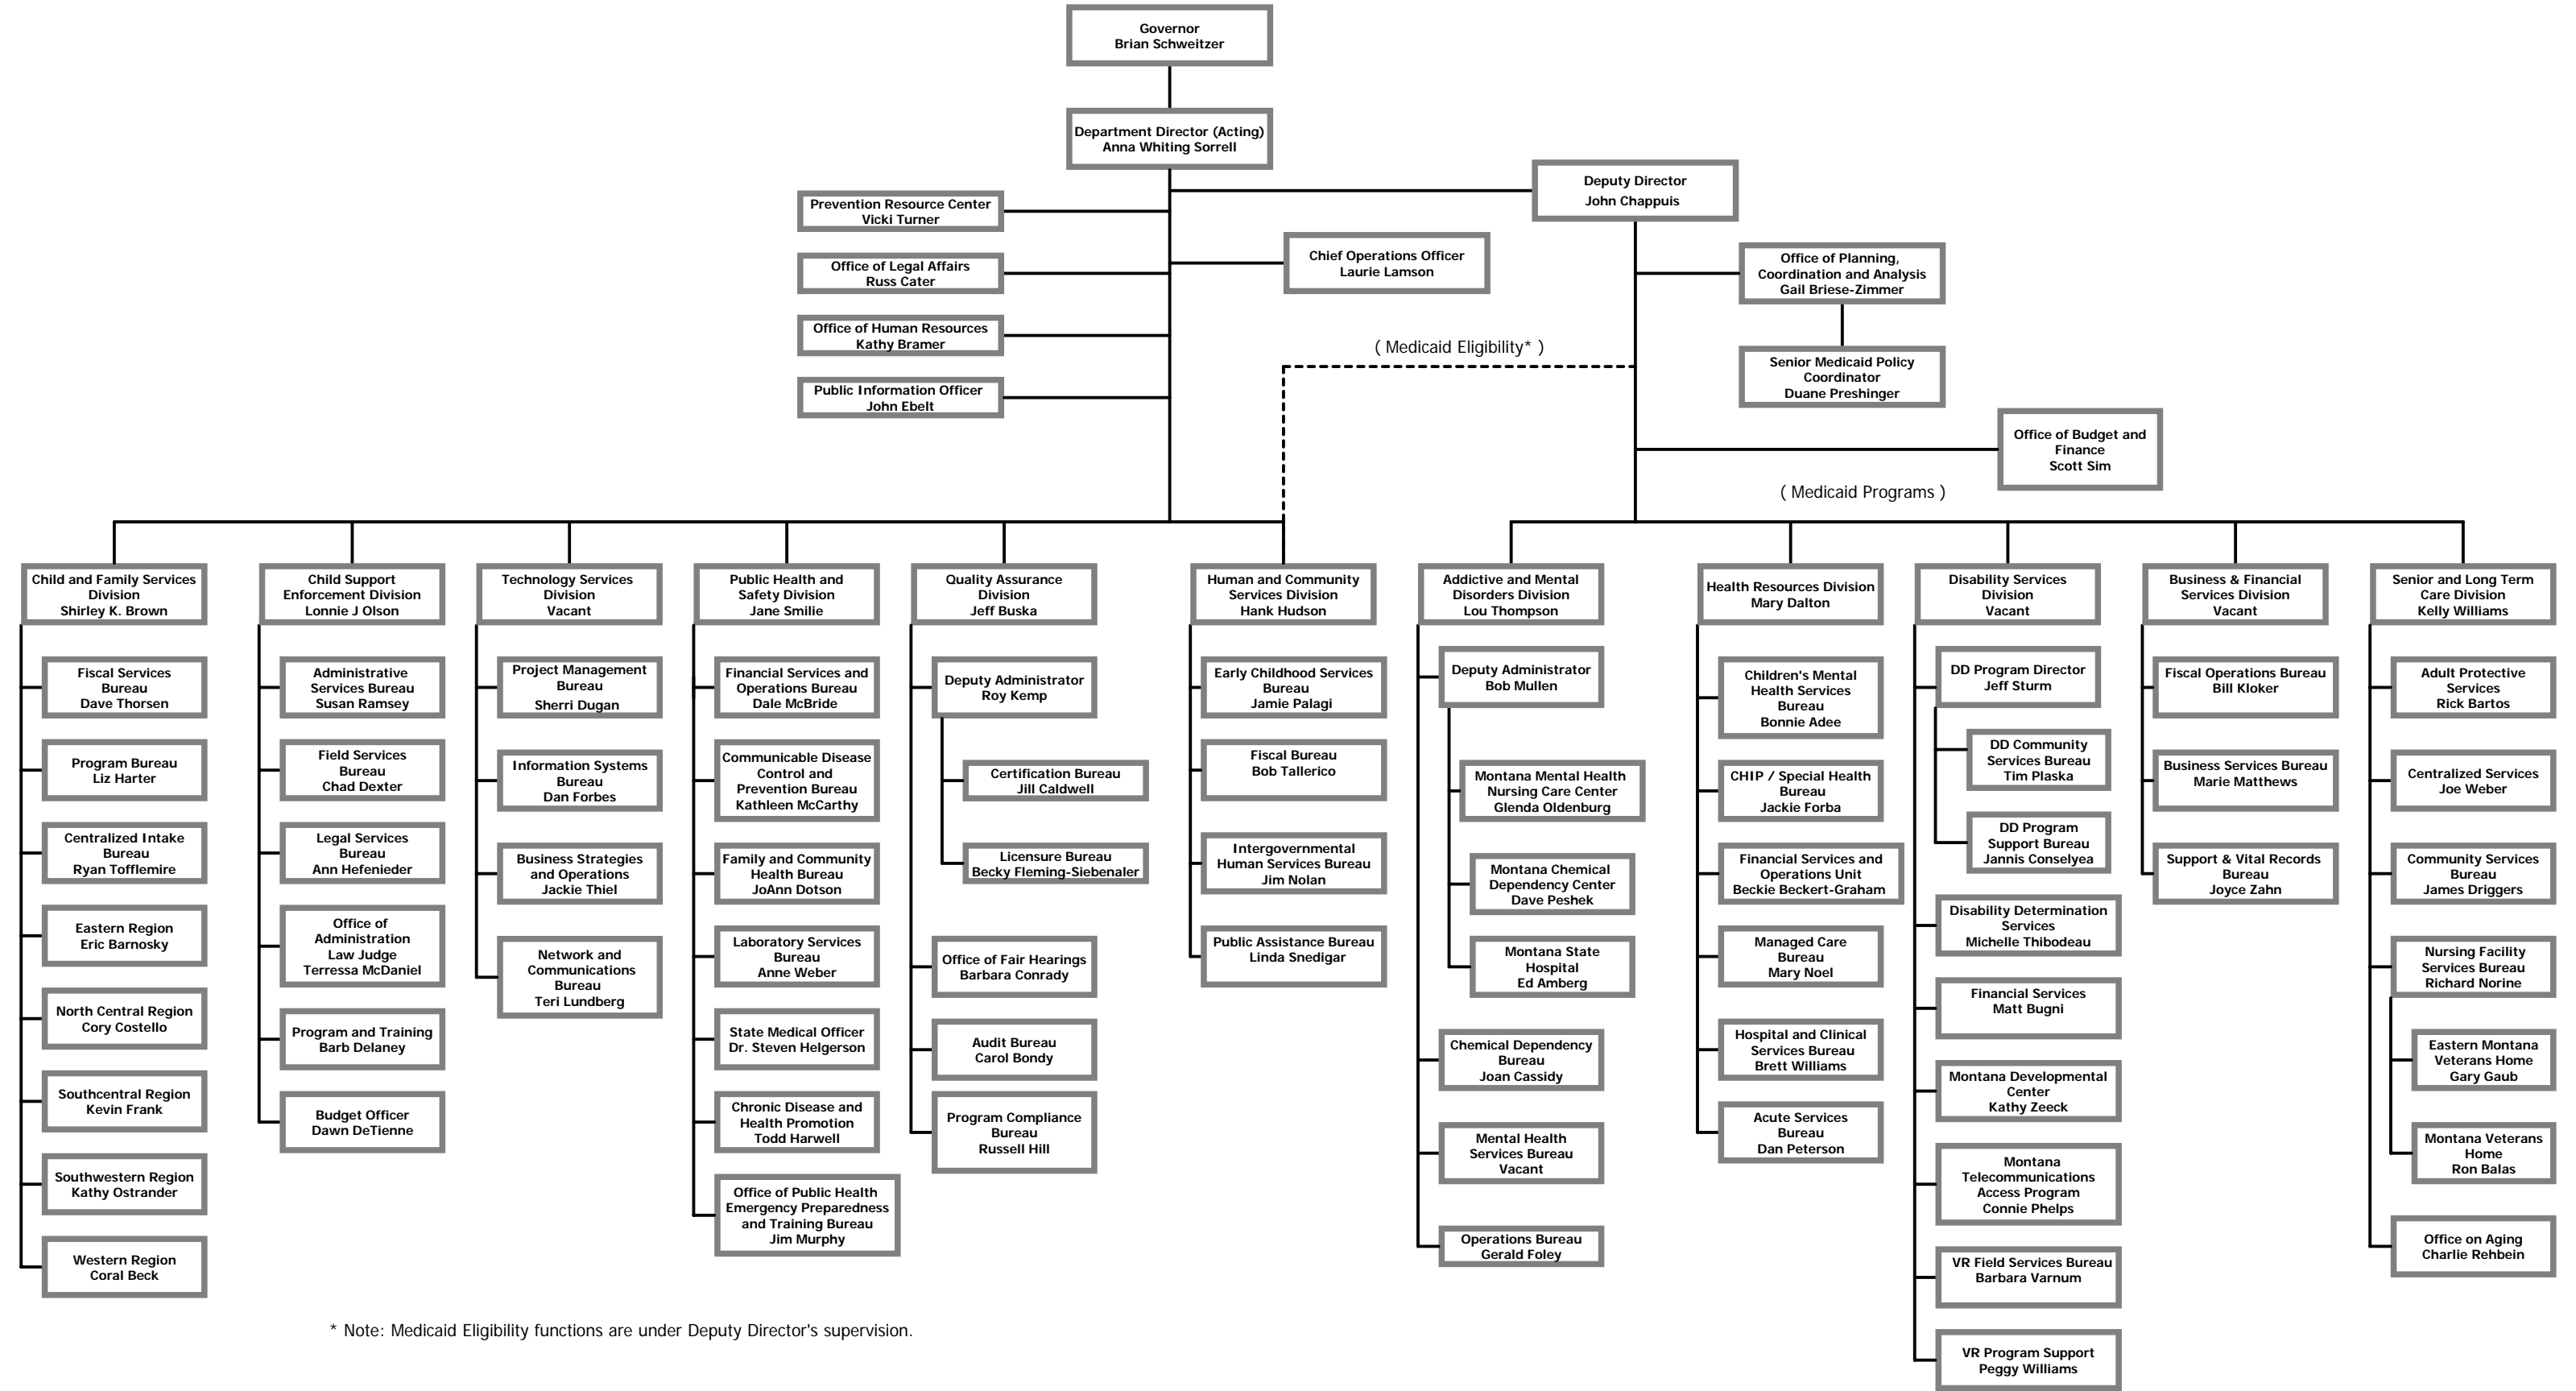 Governor
Brian Schweitzer
Department Director (Acting)
Anna Whiting Sorrell
Deputy Director
John Chappuis
Prevention Resource Center
Vicki Turner
Chief Operations Officer
Laurie Lamson
Office of Planning,
Coordination and Analysis
Gail Briese-Zimmer
Office of Legal Affairs
Russ Cater
Office of Human Resources
Kathy Bramer
( Medicaid Eligibility* )
Senior Medicaid Policy
Coordinator
Duane Preshinger
Public Information Officer
John Ebelt
Office of Budget and
Finance
Scott Sim
( Medicaid Programs )
Child and Family Services
Division
Shirley K. Brown
Fiscal Services
Bureau
Dave Thorsen
Program Bureau
Liz Harter
Centralized Intake
Bureau
Ryan Tofflemire
Eastern Region
Eric Barnosky
North Central Region
Cory Costello
Southcentral Region
Kevin Frank
Southwestern Region
Kathy Ostrander
Western Region
Coral Beck
Child Support
Enforcement Division
Lonnie J Olson
Administrative
Services Bureau
Susan Ramsey
Field Services
Bureau
Chad Dexter
Legal Services
Bureau
Ann Hefenieder
Office of
Administration
Law Judge
Terressa McDaniel
Program and Training
Barb Delaney
Budget Officer
Dawn DeTienne
Technology Services
Division
Vacant
Project Management
Bureau
Sherri Dugan
Information Systems
Bureau
Dan Forbes
Business Strategies
and Operations
Jackie Thiel
Network and
Communications
Bureau
Teri Lundberg
Public Health and
Safety Division
Jane Smilie
Financial Services and
Operations Bureau
Dale McBride
Communicable Disease
Control and
Prevention Bureau
Kathleen McCarthy
Family and Community
Health Bureau
JoAnn Dotson
Laboratory Services
Bureau
Anne Weber
State Medical Officer
Dr. Steven Helgerson
Chronic Disease and
Health Promotion
Todd Harwell
Office of Public Health
Emergency Preparedness
and Training Bureau
Jim Murphy
Quality Assurance
Division
Jeff Buska
Deputy Administrator
Roy Kemp
Certification Bureau
Jill Caldwell
Licensure Bureau
Becky Fleming-Siebenaler
Office of Fair Hearings
Barbara Conrady
Audit Bureau
Carol Bondy
Program Compliance
Bureau
Russell Hill
Human and Community
Services Division
Hank Hudson
Early Childhood Services
Bureau
Jamie Palagi
Fiscal Bureau
Bob Tallerico
Intergovernmental
Human Services Bureau
Jim Nolan
Public Assistance Bureau
Linda Snedigar
Addictive and Mental
Disorders Division
Lou Thompson
Deputy Administrator
Bob Mullen
Montana Mental Health
Nursing Care Center
Glenda Oldenburg
Montana Chemical
Dependency Center
Dave Peshek
Montana State
Hospital
Ed Amberg
Chemical Dependency
Bureau
Joan Cassidy
Mental Health
Services Bureau
Vacant
Operations Bureau
Gerald Foley
Health Resources Division
Mary Dalton
Children's Mental
Health Services
Bureau
Bonnie Adee
CHIP / Special Health
Bureau
Jackie Forba
Financial Services and
Operations Unit
Beckie Beckert-Graham
Managed Care
Bureau
Mary Noel
Hospital and Clinical
Services Bureau
Brett Williams
Acute Services
Bureau
Dan Peterson
Disability Services
Division
Vacant
DD Program Director
Jeff Sturm
DD Community
Services Bureau
Tim Plaska
DD Program
Support Bureau
Jannis Conselyea
Disability Determination
Services
Michelle Thibodeau
Financial Services
Matt Bugni
Montana Developmental
Center
Kathy Zeeck
Montana
Telecommunications
Access Program
Connie Phelps
VR Field Services Bureau
Barbara Varnum
VR Program Support
Peggy Williams
Business & Financial
Services Division
Vacant
Fiscal Operations Bureau
Bill Kloker
Business Services Bureau
Marie Matthews
Support & Vital Records
Bureau
Joyce Zahn
Senior and Long Term
Care Division
Kelly Williams
Adult Protective
Services
Rick Bartos
Centralized Services
Joe Weber
Community Services
Bureau
James Driggers
Nursing Facility
Services Bureau
Richard Norine
Eastern Montana
Veterans Home
Gary Gaub
Montana Veterans
Home
Ron Balas
Office on Aging
Charlie Rehbein
* Note: Medicaid Eligibility functions are under Deputy Director's supervision.